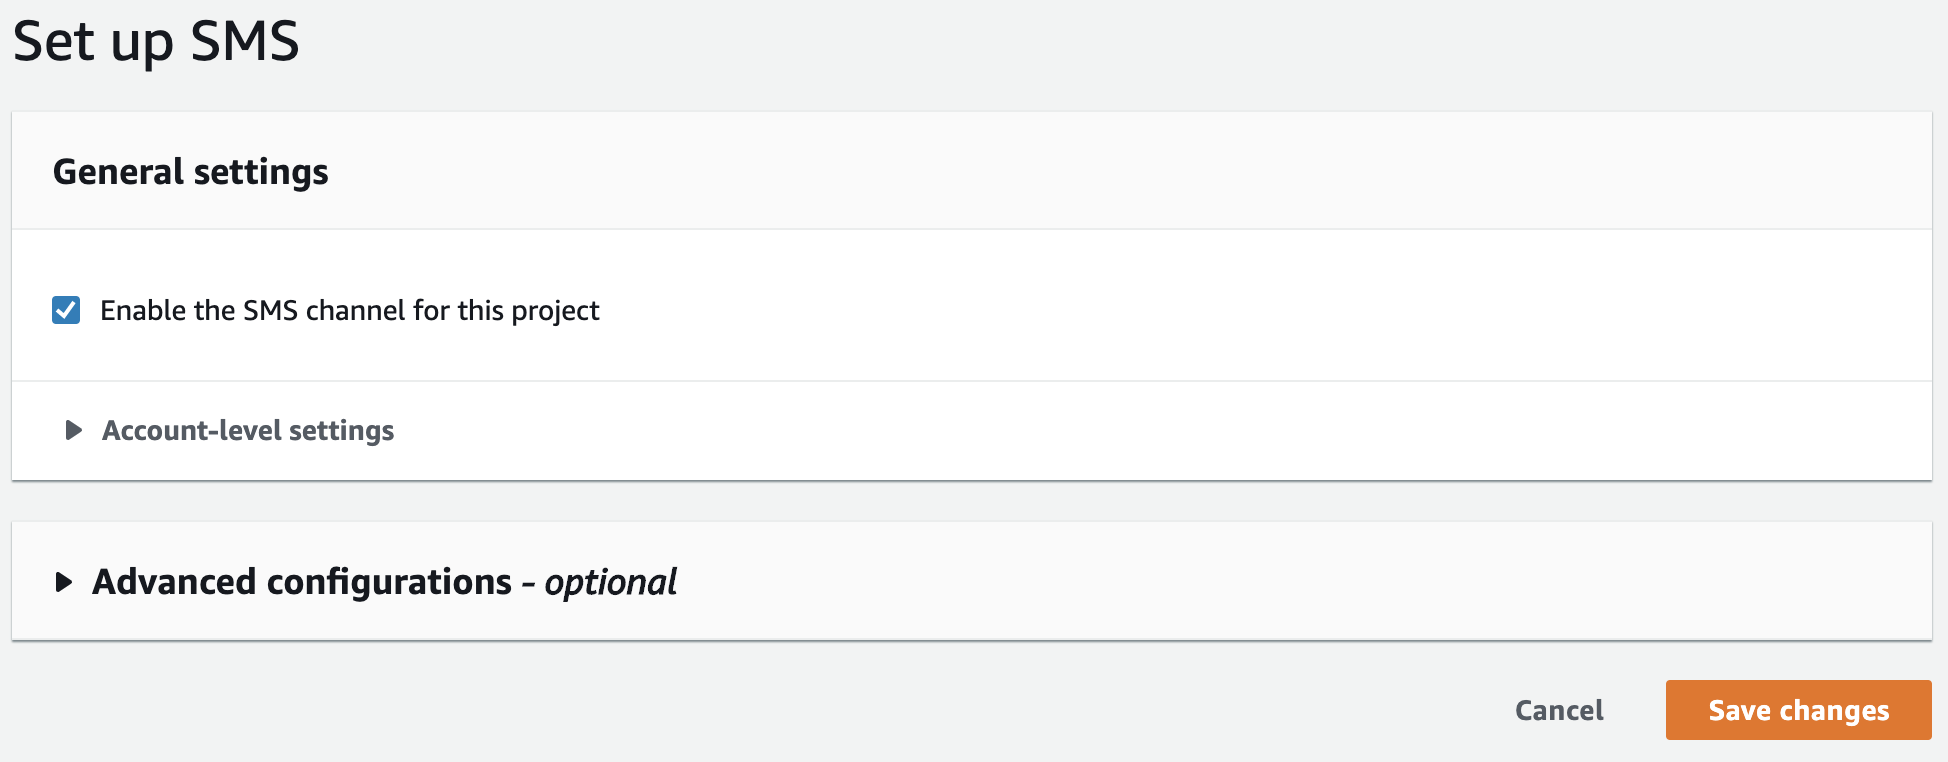 Set up SMS
General settings
Enable the SMS channel for this project
Account-level settings
Advanced configurations - optional
Cancel
Save changes